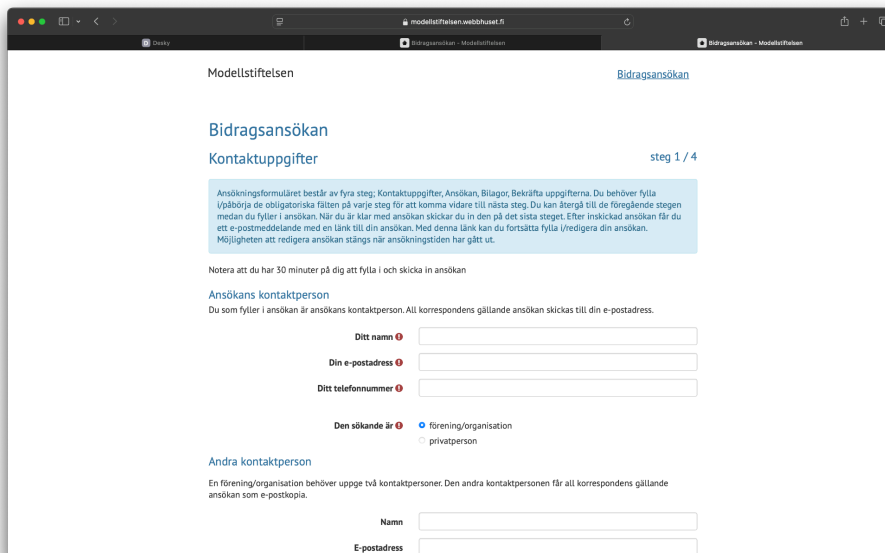 modellstiftelsen.webbhuset.fi
D Desky
Bidragsansökan – Modellstiftelsen
Bidragsansökan – Modellstiftelsen
Modellstiftelsen
Bidragsansökan
Bidragsansökan
Kontaktuppgifter
steg 1 / 4
Ansökningsformuläret består av fyra steg; Kontaktuppgifter, Ansökan, Bilagor, Bekräfta uppgifterna. Du behöver fylla
i/påbörja de obligatoriska fälten på varje steg för att komma vidare till nästa steg. Du kan återgå till de föregående stegen
medan du fyller i ansökan. När du är klar med ansökan skickar du in den på det sista steget. Efter inskickad ansökan får du
ett e-postmeddelande med en länk till din ansökan. Med denna länk kan du fortsätta fylla i/redigera din ansökan.
Möjligheten att redigera ansökan stängs när ansökningstiden har gått ut.
Notera att du har 30 minuter på dig att fylla i och skicka in ansökan
Ansökans kontaktperson
Du som fyller i ansökan är ansökans kontaktperson. All korrespondens gällande ansökan skickas till din e-postadress.
Ditt namn
Din e-postadress
Ditt telefonnummer
Den sökande är
förening/organisation
privatperson
Andra kontaktperson
En förening/organisation behöver uppge två kontaktpersoner. Den andra kontaktpersonen får all korrespondens gällande
ansökan som e-postkopia.
Namn
E-postadress